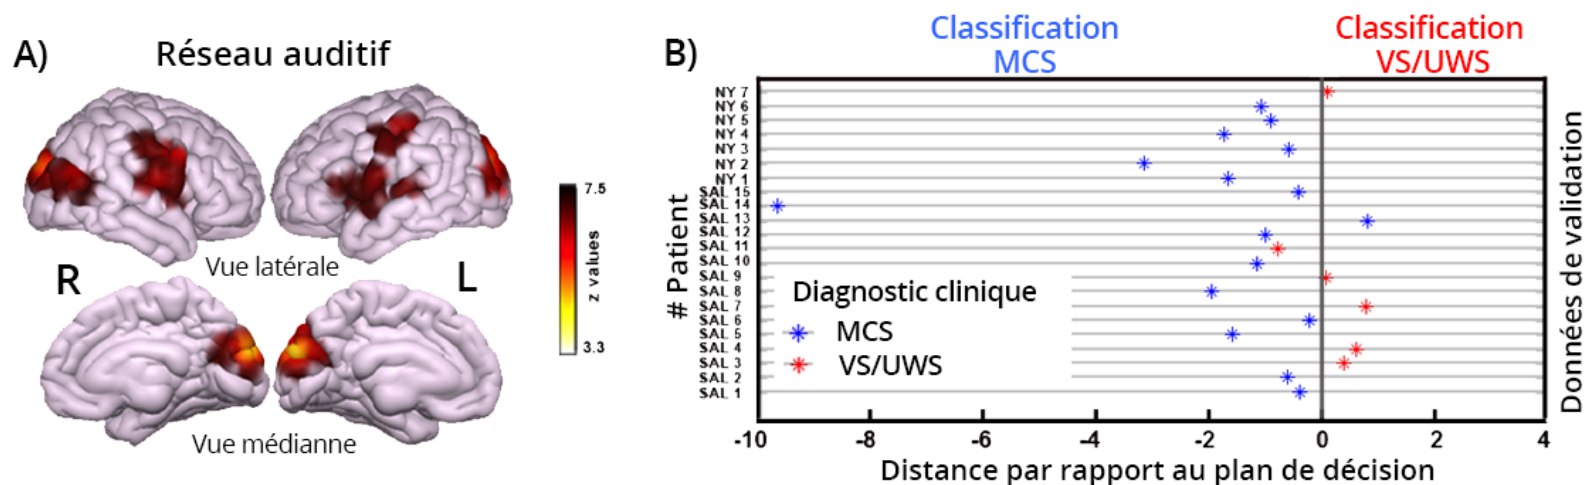 A)
Réseau auditif
Vue latérale
R
L
Vue médianne
7.5
z values
3.3
B)
Classification
MCS
Classification
VS/UWS
# Patient
NY 7
NY 6
NY 5
NY 4
NY 3
NY 2
NY 1
SAL 15
SAL 14
SAL 13
SAL 12
SAL 11
SAL 10
SAL 9
SAL 8
SAL 7
SAL 6
SAL 5
SAL 4
SAL 3
SAL 2
SAL 1
Diagnostic clinique
MCS
VS/UWS
-10
-8
-6
-4
-2
0
2
4
Distance par rapport au plan de décision
Données de validation